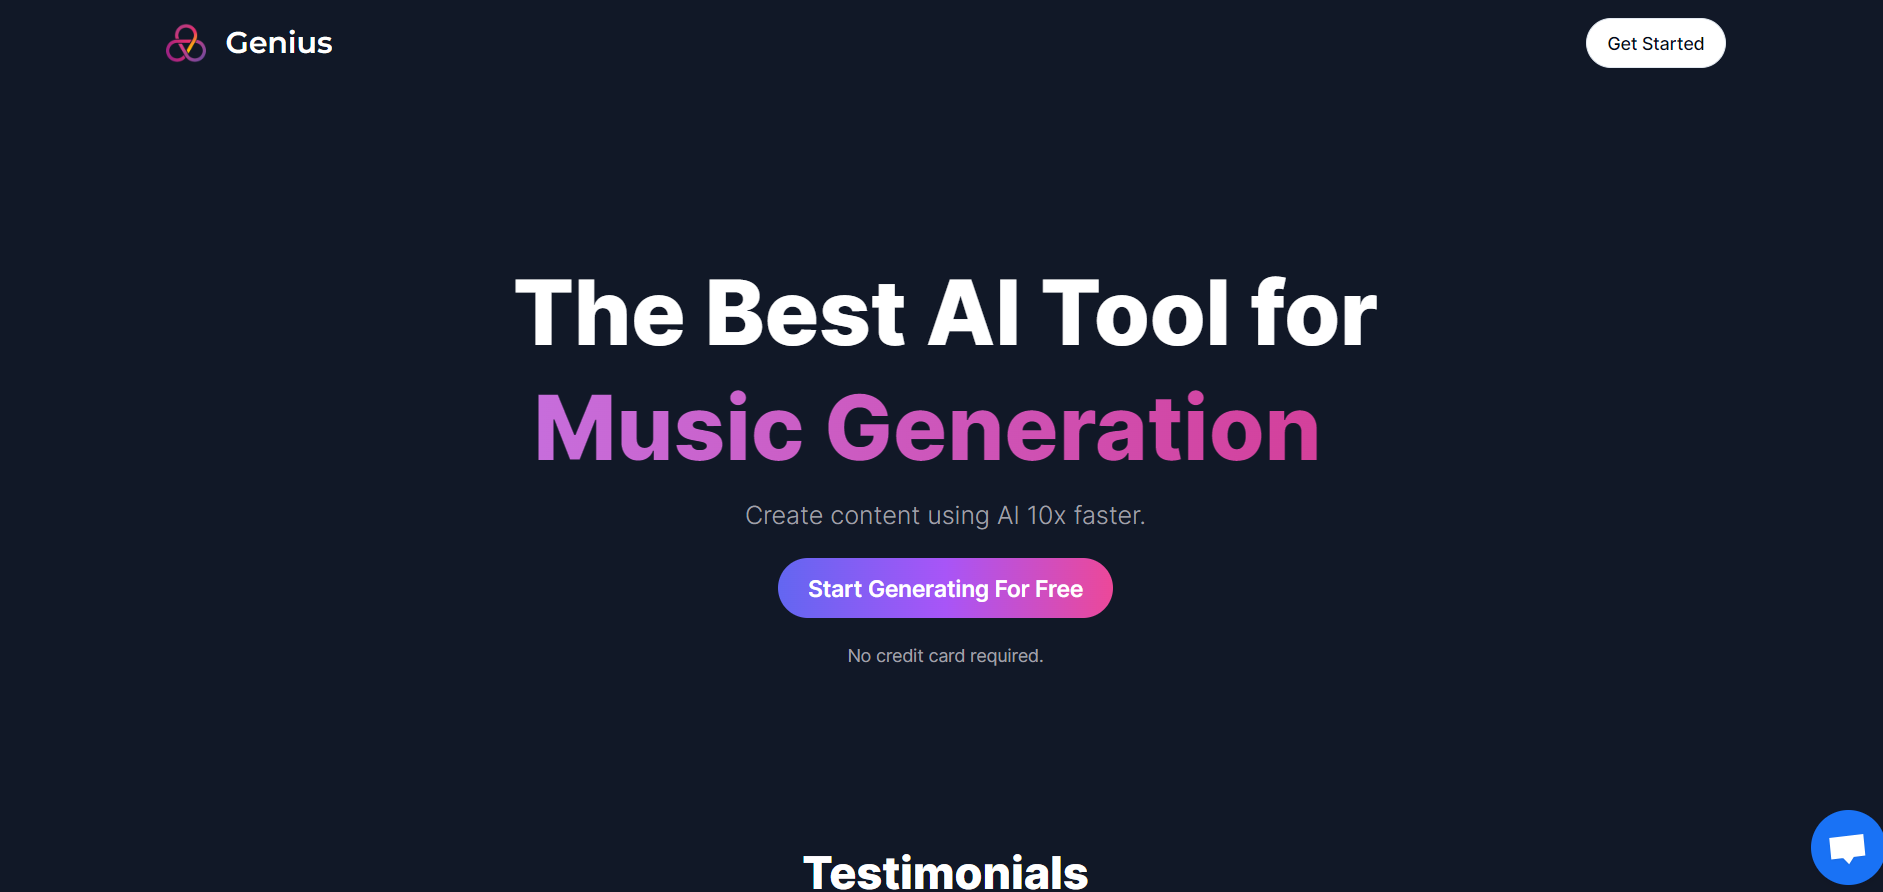 Genius
Get Started
The Best AI Tool for
Music Generation
Create content using AI 10x faster.
Start Generating For Free
No credit card required.
Testimonials